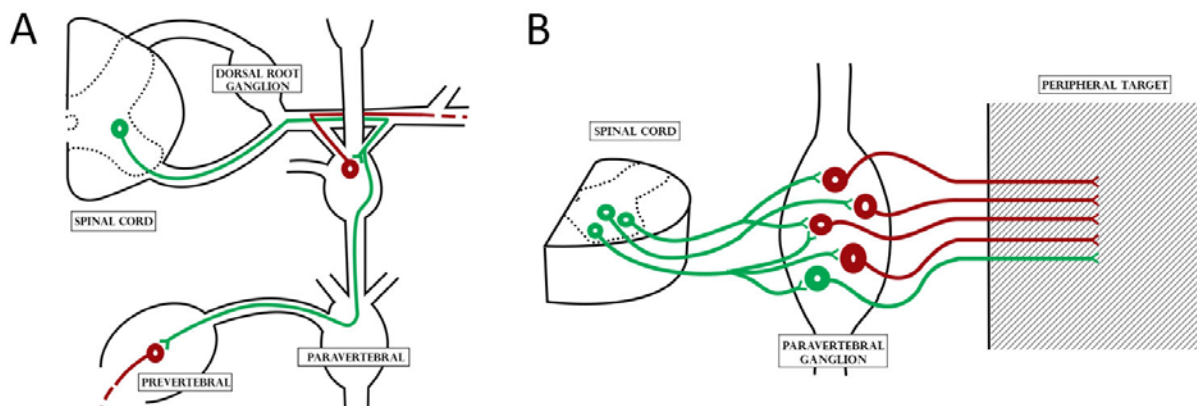 A
DORSAL ROOT
GANGLION
SPINAL CORD
PREVERTEBRAL
PARAVERTEBRAL
B
SPINAL CORD
PERIPHERAL TARGET
PARAVERTEBRAL
GANGLION